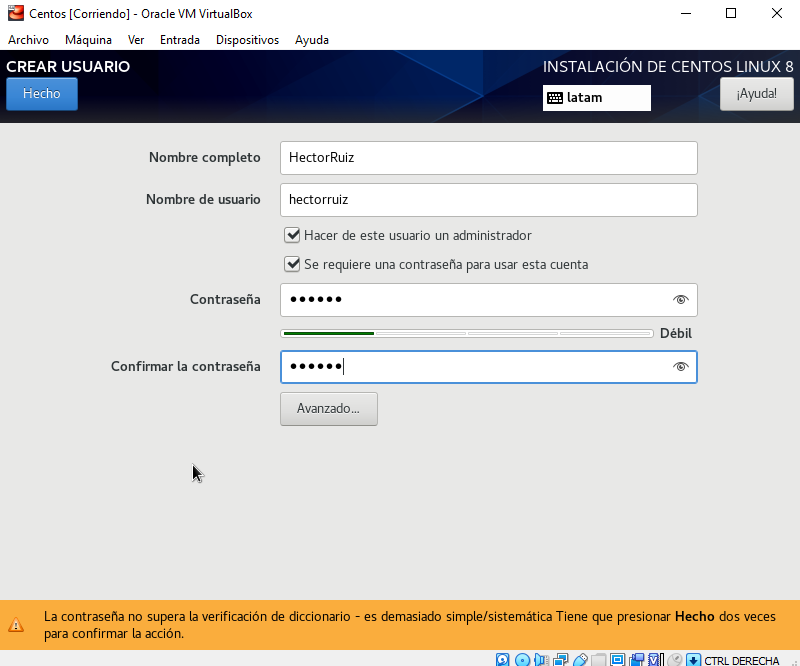 Centos [Corriendo] - Oracle VM VirtualBox
Archivo Máquina Ver Entrada Dispositivos Ayuda
CREAR USUARIO
INSTALACIÓN DE CENTOS LINUX 8
Hecho
latam
¡Ayuda!
Nombre completo HectorRuiz
Nombre de usuario hectorruiz
Hacer de este usuario un administrador
Se requiere una contraseña para usar esta cuenta
Contraseña ••••••
Débil
Confirmar la contraseña ••••••
Avanzado...
La contraseña no supera la verificación de diccionario - es demasiado simple/sistemática Tiene que presionar Hecho dos veces
para confirmar la acción.
CTRL DERECHA